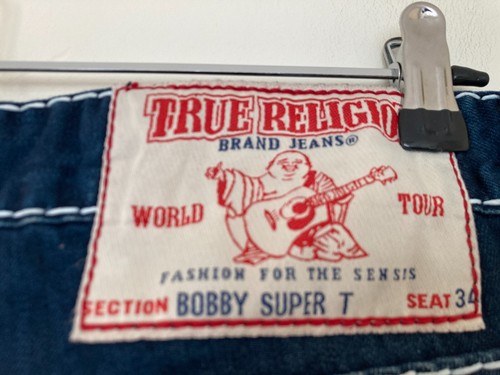 TRUE RELIGIO
BRAND JEANS®
WORLD TOUR
FASHION FOR THE SENSIS
SECTION BOBBY SUPER T SEAT 34